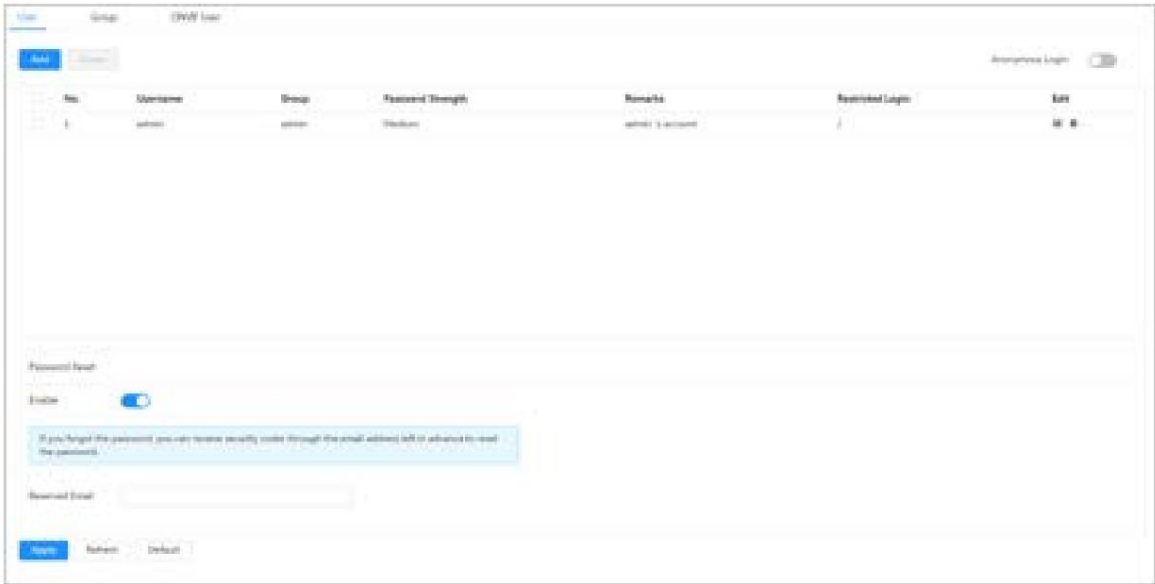 User Group ONVIF User
Add Delete Anonymous Login
No. Username Group Password Strength Remarks Restricted Login Edit
1 admin admin Medium admin 's account /
Password Reset
Enable
If you forgot the password, you can receive security codes through the email address left in advance to reset
the password.
Reserved Email
Apply Refresh Default